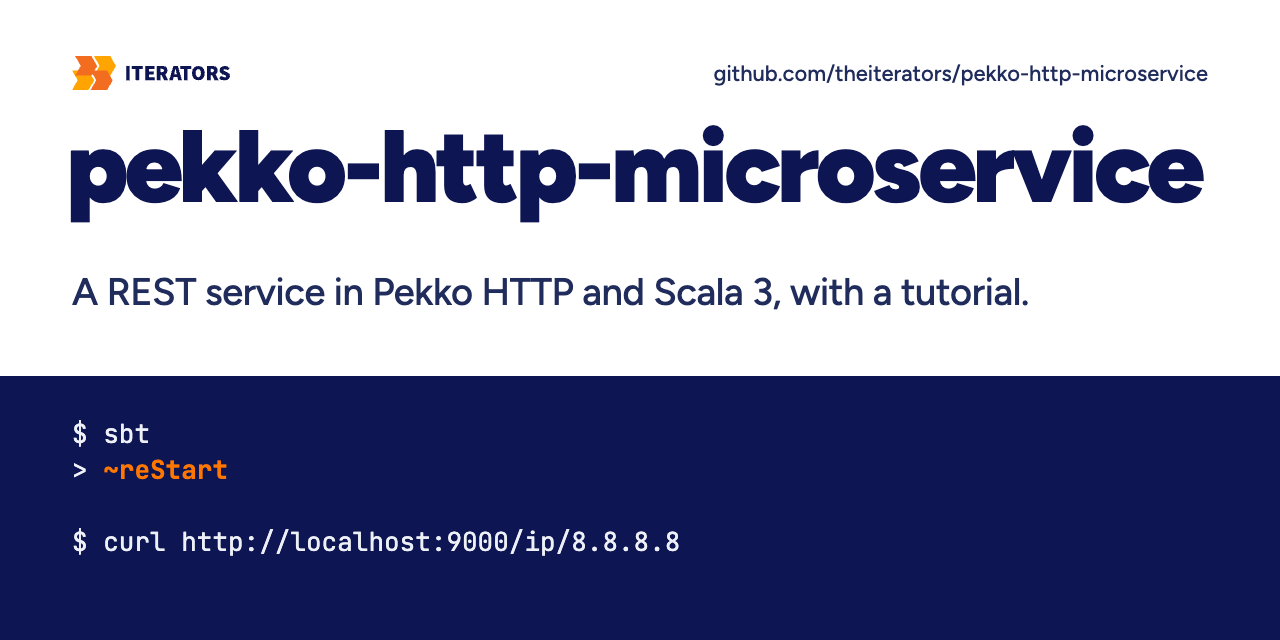 ITERATORS
github.com/theiterators/pekko-http-microservice
pekko-http-microservice
A REST service in Pekko HTTP and Scala 3, with a tutorial.
$ sbt
> ~reStart
$ curl http://localhost:9000/ip/8.8.8.8